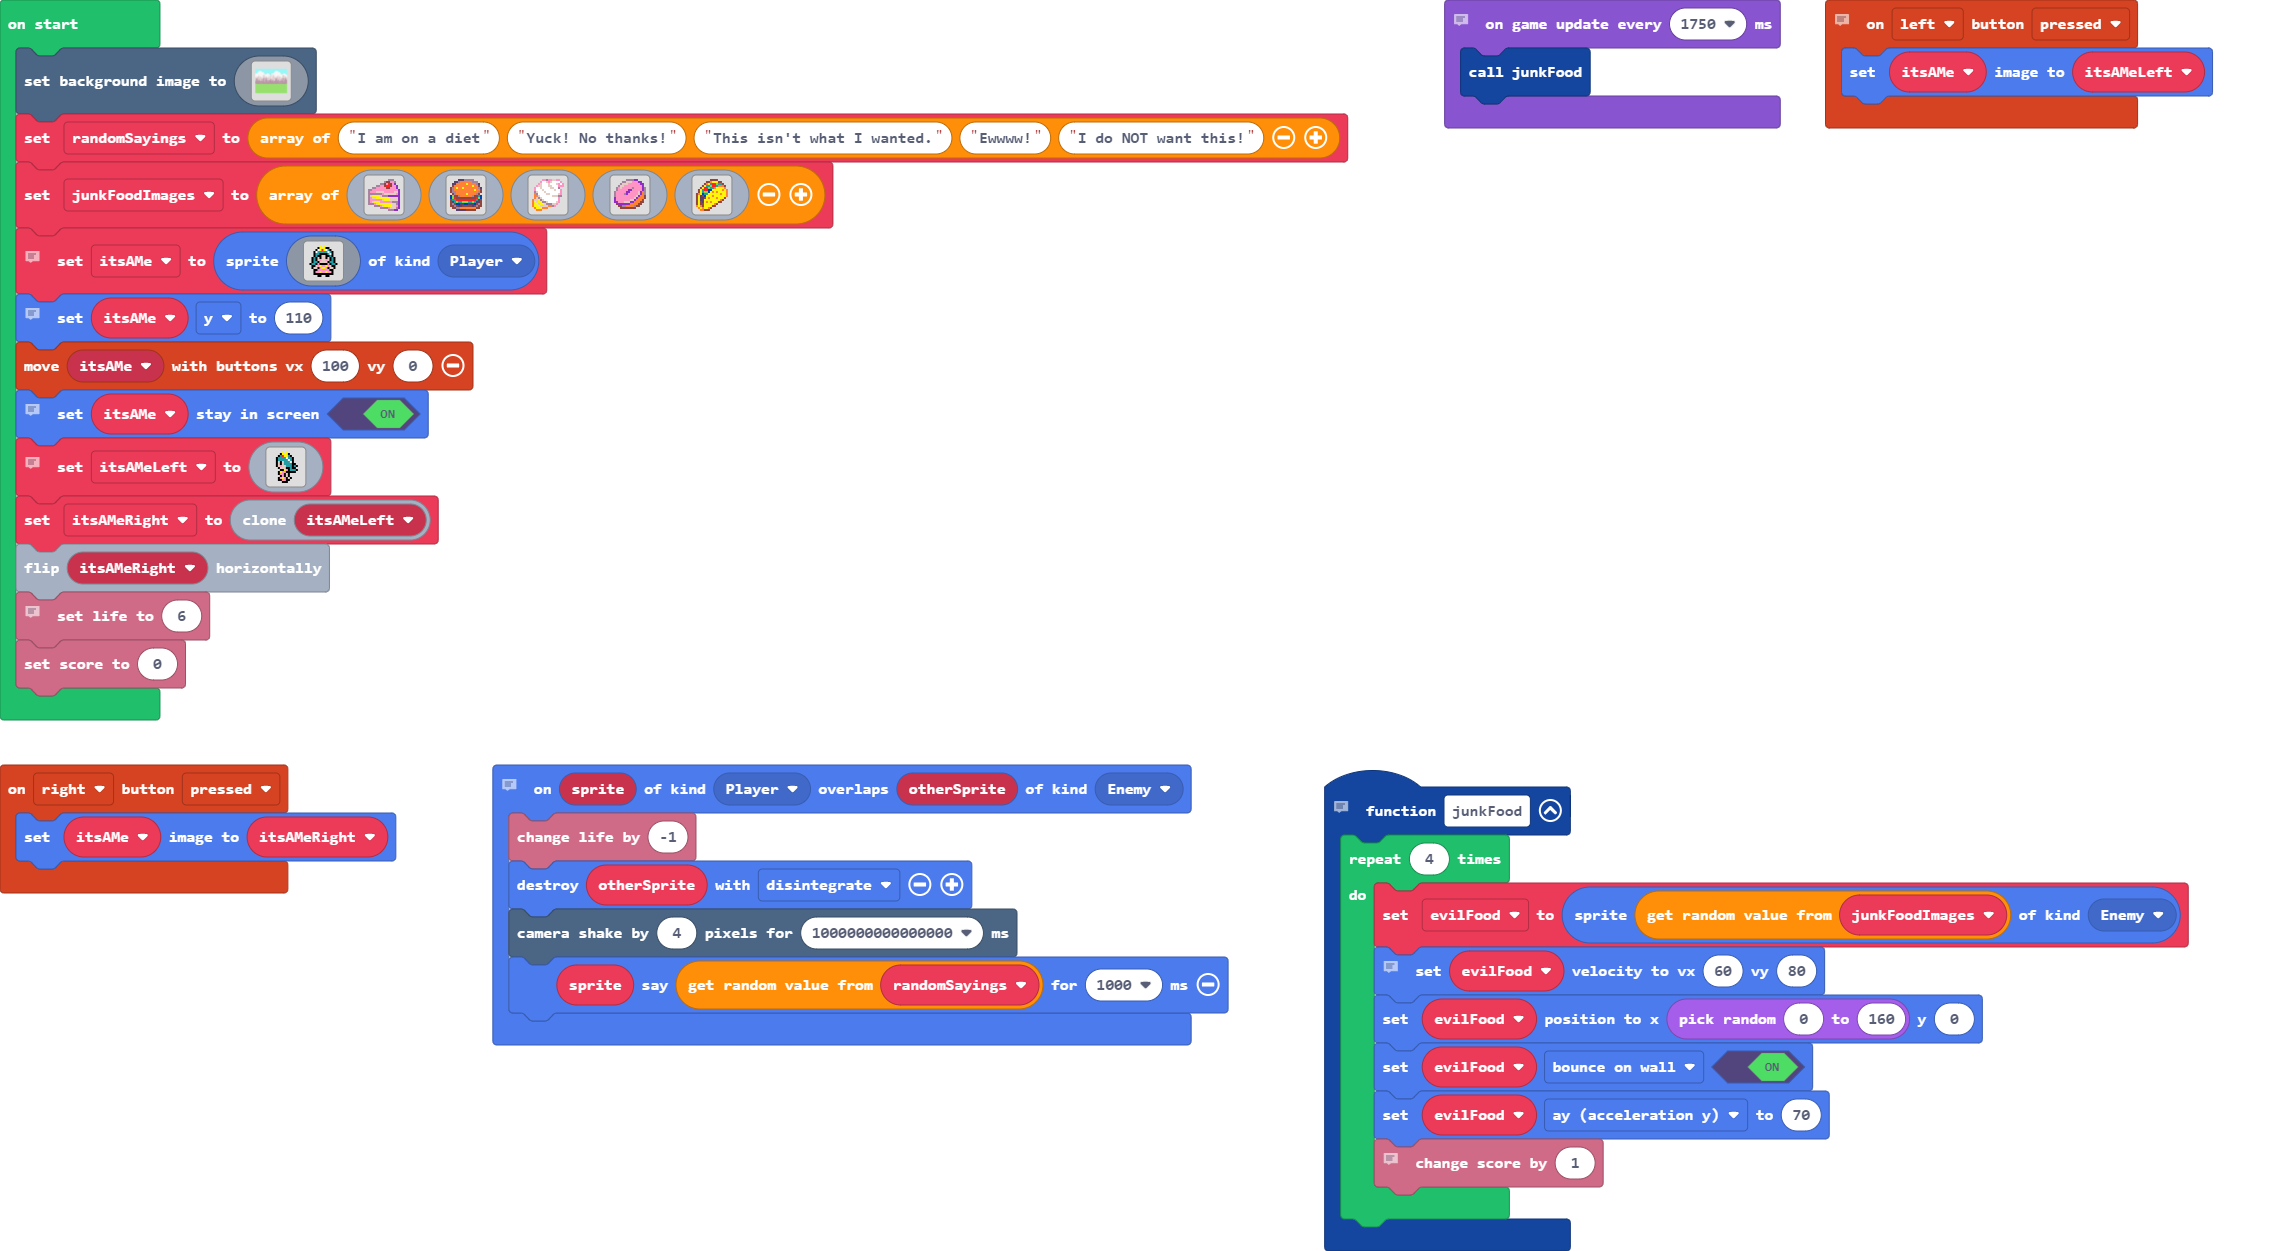 on start
set background image to
set randomSayings to array of "I am on a diet" "Yuck! No thanks!" "This isn't what I wanted." "Ewwww!" "I do NOT want this!"
set junkFoodImages to array of
set itsAMe to sprite of kind Player
set itsAMe y to 110
move itsAMe with buttons vx 100 vy 0
set itsAMe stay in screen ON
set itsAMeLeft to
set itsAMeRight to clone itsAMeLeft
flip itsAMeRight horizontally
set life to 6
set score to 0
on game update every 1750 ms
call junkFood
on left button pressed
set itsAMe image to itsAMeLeft
on right button pressed
set itsAMe image to itsAMeRight
on sprite of kind Player overlaps otherSprite of kind Enemy
change life by -1
destroy otherSprite with disintegrate
camera shake by 4 pixels for 1000000000000000 ms
sprite say get random value from randomSayings for 1000 ms
function junkFood
repeat 4 times
do
set evilFood to sprite get random value from junkFoodImages of kind Enemy
set evilFood velocity to vx 60 vy 80
set evilFood position to x pick random 0 to 160 y 0
set evilFood bounce on wall ON
set evilFood ay (acceleration y) to 70
change score by 1